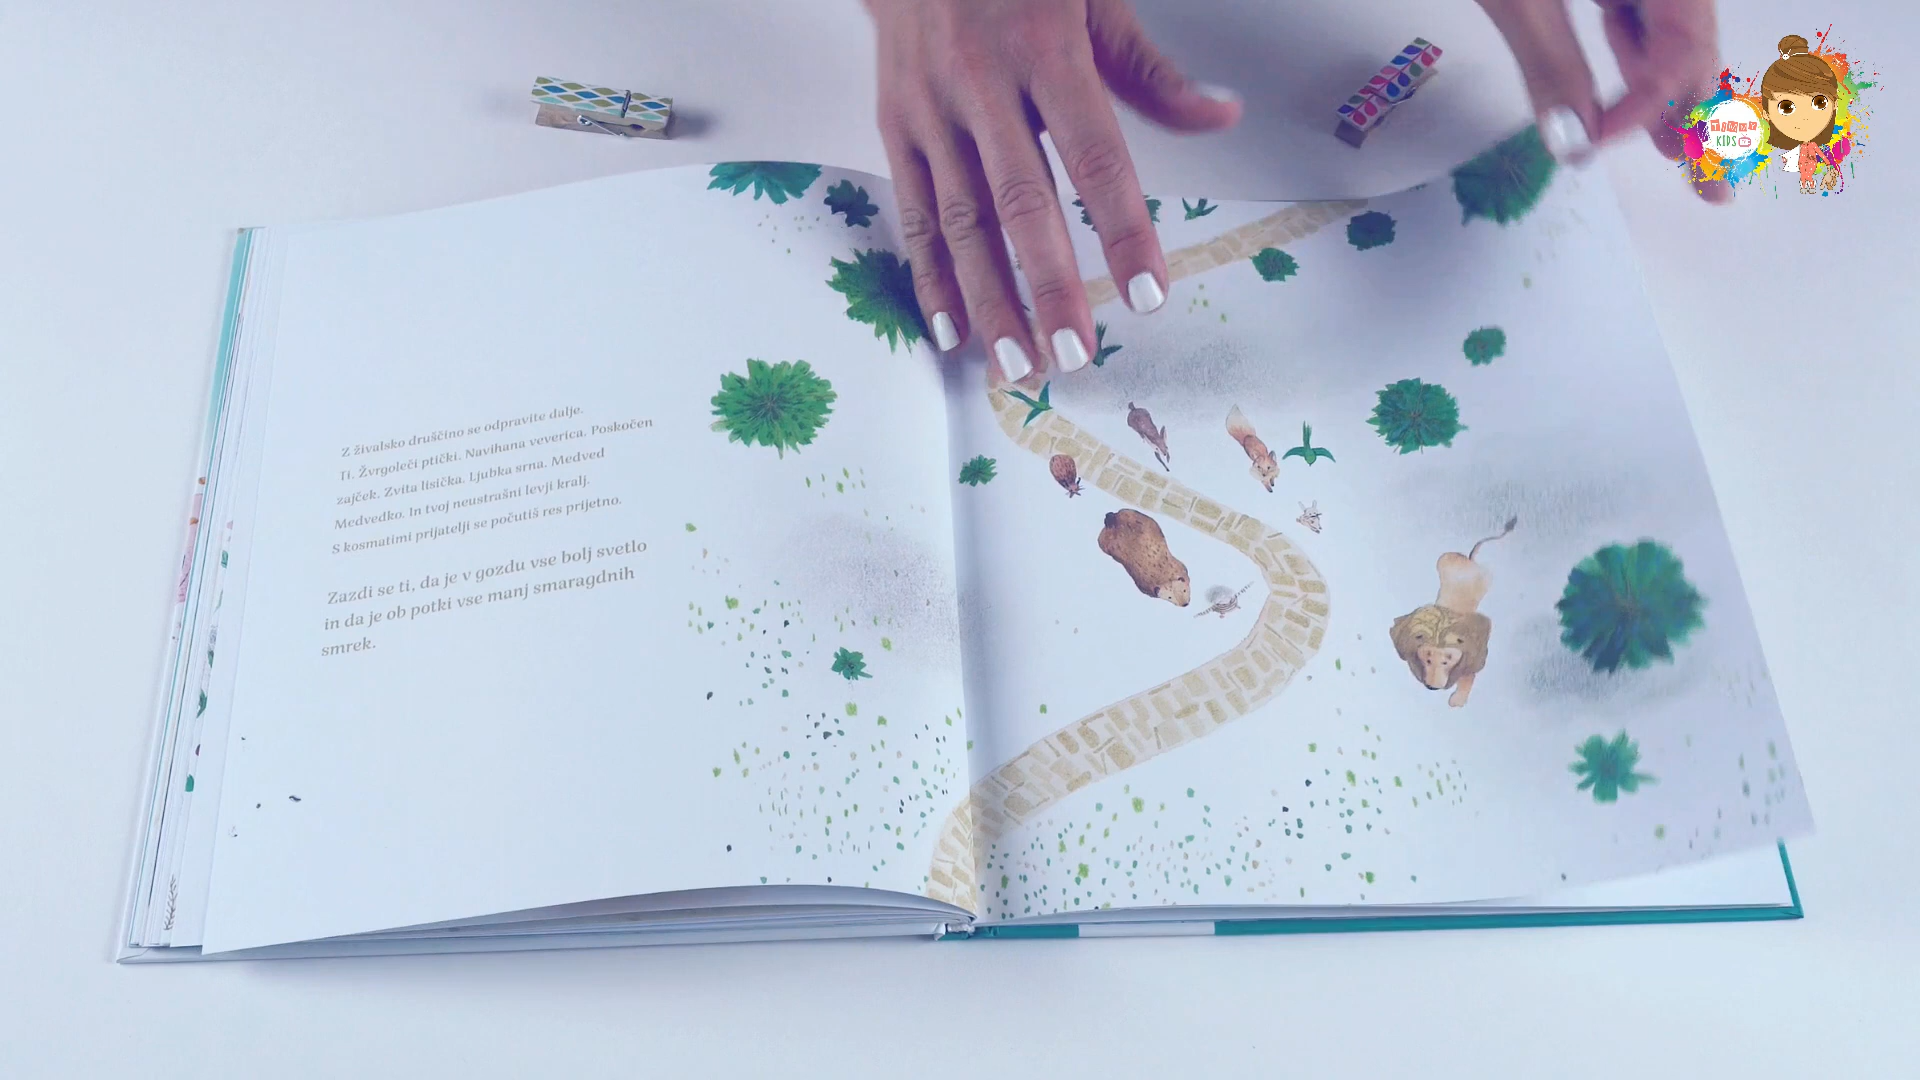 Z živalsko druščino se odpravite dalje.
Ti. Žvrgoleči ptički. Navihana veverica. Poskočen
zajček. Zvita lisička. Ljubka srna. Medved
Medvedko. In tvoj neustrašni levji kralj.
S kosmatimi prijatelji se počutiš res prijetno.
Zazdi se ti, da je v gozdu vse bolj svetlo
in da je ob potki vse manj smaragdnih
smrek.
KIDS